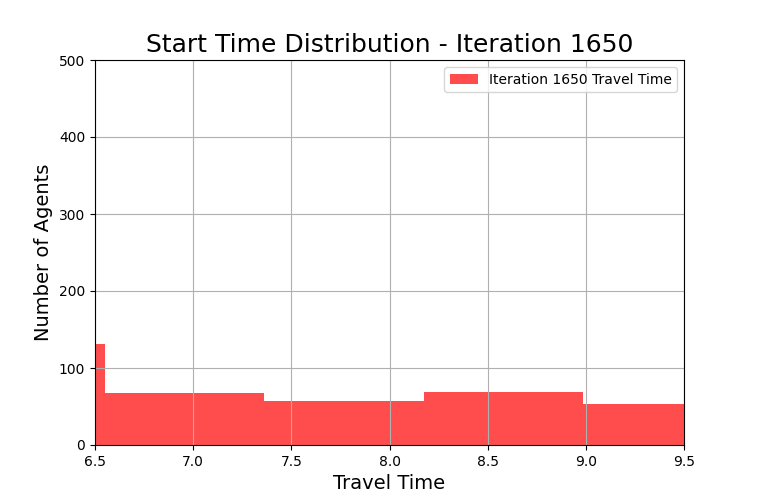 Start Time Distribution - Iteration 1650
500
400
300
200
100
0
Number of Agents
Iteration 1650 Travel Time
6.5 7.0 7.5 8.0 8.5 9.0 9.5
Travel Time